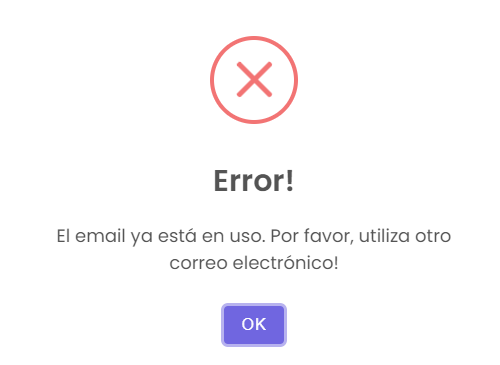 Error!
El email ya está en uso. Por favor, utiliza otro
correo electrónico!
OK